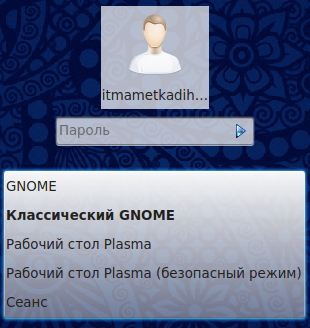 itmametkadih...
Пароль
GNOME
Классический GNOME
Рабочий стол Plasma
Рабочий стол Plasma (безопасный режим)
Сеанс